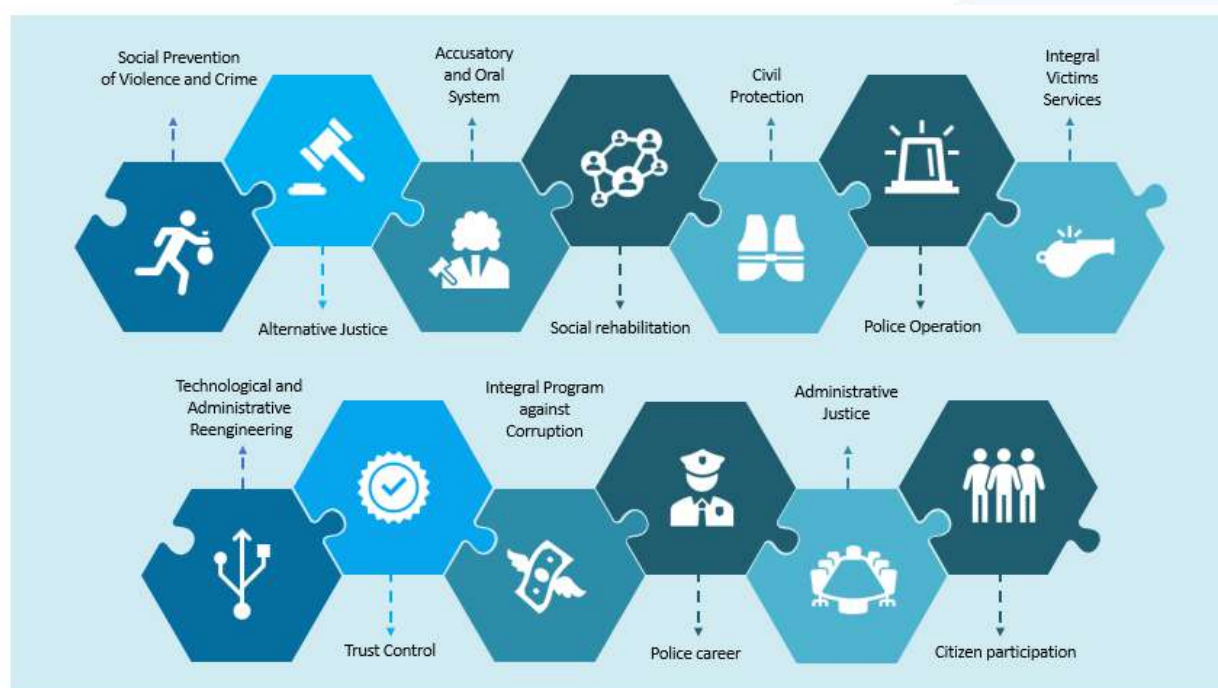 Social Prevention
of Violence and Crime
Accusatory
and Oral
System
Civil
Protection
Integral
Victims
Services
Alternative Justice
Social rehabilitation
Police Operation
Technological and
Administrative
Reengineering
Integral Program
against
Corruption
Administrative
Justice
Trust Control
Police career
Citizen participation